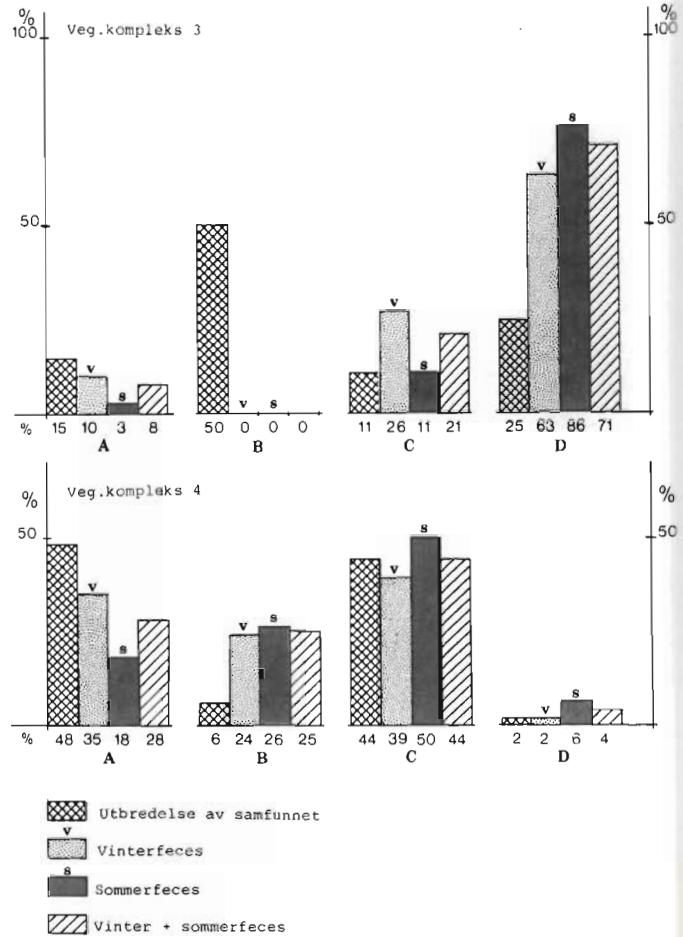 %
100
Veg.kompleks 3
%
100
50
50
v
s
v
s
v
s
v
s
% 15 10 3 8 50 0 0 0 11 26 11 21 25 63 86 71
A B C D
%
50
Veg.kompleks 4
%
50
v
s
v
s
v
s
v
s
% 48 35 18 28 6 24 26 25 44 39 50 44 2 2 6 4
A B C D
Utbredelse av samfunnet
v
Vinterfeces
s
Sommerfeces
Vinter + sommerfeces